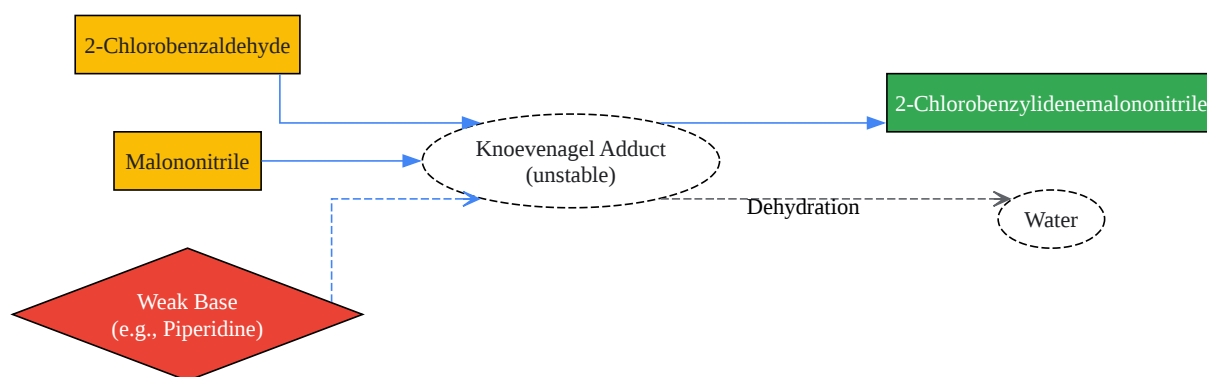 2-Chlorobenzaldehyde
2-Chlorobenzylidenemalononitrile
Malononitrile
Knoevenagel Adduct
(unstable)
Dehydration
Water
Weak Base
(e.g., Piperidine)